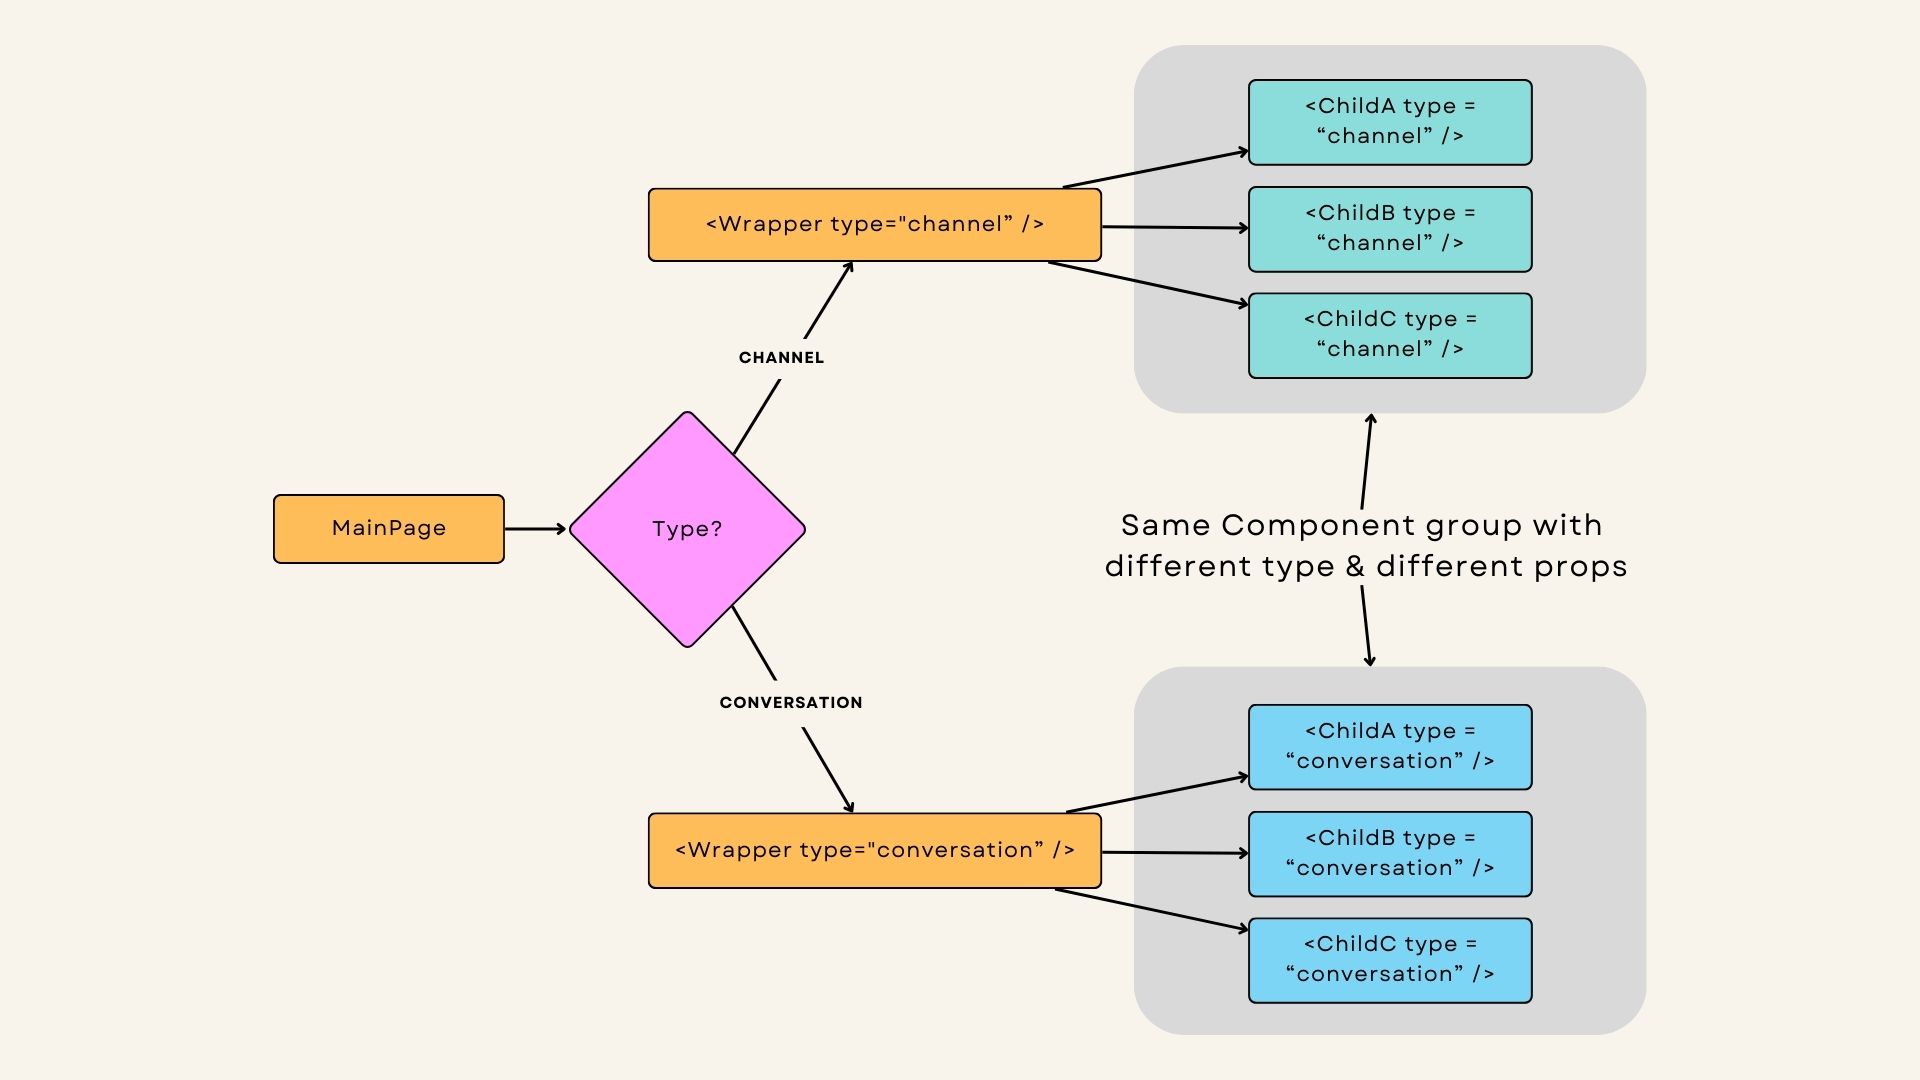 <ChildA type =
“channel” />
<ChildB type =
“channel” />
<Wrapper type="channel” />
<ChildC type =
“channel” />
CHANNEL
MainPage
Type?
Same Component group with
different type & different props
CONVERSATION
<ChildA type =
“conversation” />
<Wrapper type="conversation” />
<ChildB type =
“conversation” />
<ChildC type =
“conversation” />